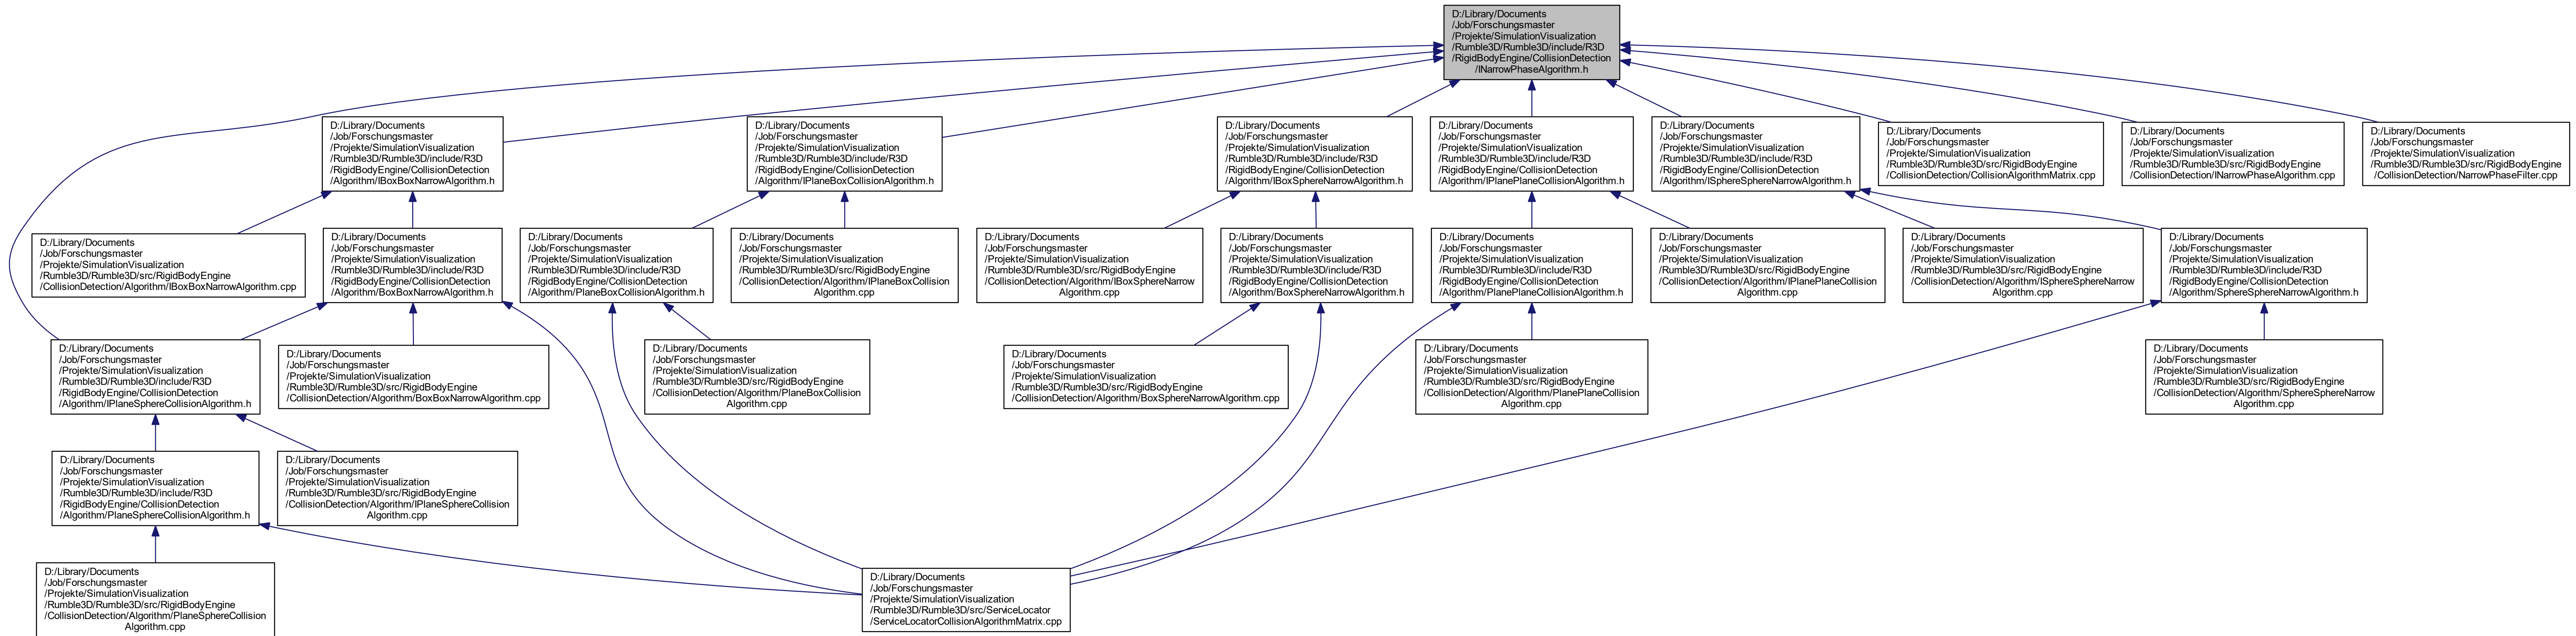 D:/Library/Documents
/Job/Forschungsmaster
/Projekte/SimulationVisualization
/Rumble3D/Rumble3D/include/R3D
/RigidBodyEngine/CollisionDetection
/INarrowPhaseAlgorithm.h
D:/Library/Documents
/Job/Forschungsmaster
/Projekte/SimulationVisualization
/Rumble3D/Rumble3D/include/R3D
/RigidBodyEngine/CollisionDetection
/Algorithm/IBoxBoxNarrowAlgorithm.h
D:/Library/Documents
/Job/Forschungsmaster
/Projekte/SimulationVisualization
/Rumble3D/Rumble3D/include/R3D
/RigidBodyEngine/CollisionDetection
/Algorithm/IPlaneBoxCollisionAlgorithm.h
D:/Library/Documents
/Job/Forschungsmaster
/Projekte/SimulationVisualization
/Rumble3D/Rumble3D/include/R3D
/RigidBodyEngine/CollisionDetection
/Algorithm/IBoxSphereNarrowAlgorithm.h
D:/Library/Documents
/Job/Forschungsmaster
/Projekte/SimulationVisualization
/Rumble3D/Rumble3D/include/R3D
/RigidBodyEngine/CollisionDetection
/Algorithm/IPlanePlaneCollisionAlgorithm.h
D:/Library/Documents
/Job/Forschungsmaster
/Projekte/SimulationVisualization
/Rumble3D/Rumble3D/include/R3D
/RigidBodyEngine/CollisionDetection
/Algorithm/ISphereSphereNarrowAlgorithm.h
D:/Library/Documents
/Job/Forschungsmaster
/Projekte/SimulationVisualization
/Rumble3D/Rumble3D/src/RigidBodyEngine
/CollisionDetection/CollisionAlgorithmMatrix.cpp
D:/Library/Documents
/Job/Forschungsmaster
/Projekte/SimulationVisualization
/Rumble3D/Rumble3D/src/RigidBodyEngine
/CollisionDetection/INarrowPhaseAlgorithm.cpp
D:/Library/Documents
/Job/Forschungsmaster
/Projekte/SimulationVisualization
/Rumble3D/Rumble3D/src/RigidBodyEngine
/CollisionDetection/NarrowPhaseFilter.cpp
D:/Library/Documents
/Job/Forschungsmaster
/Projekte/SimulationVisualization
/Rumble3D/Rumble3D/src/RigidBodyEngine
/CollisionDetection/Algorithm/IBoxBoxNarrowAlgorithm.cpp
D:/Library/Documents
/Job/Forschungsmaster
/Projekte/SimulationVisualization
/Rumble3D/Rumble3D/include/R3D
/RigidBodyEngine/CollisionDetection
/Algorithm/BoxBoxNarrowAlgorithm.h
D:/Library/Documents
/Job/Forschungsmaster
/Projekte/SimulationVisualization
/Rumble3D/Rumble3D/include/R3D
/RigidBodyEngine/CollisionDetection
/Algorithm/PlaneBoxCollisionAlgorithm.h
D:/Library/Documents
/Job/Forschungsmaster
/Projekte/SimulationVisualization
/Rumble3D/Rumble3D/src/RigidBodyEngine
/CollisionDetection/Algorithm/IPlaneBoxCollision
Algorithm.cpp
D:/Library/Documents
/Job/Forschungsmaster
/Projekte/SimulationVisualization
/Rumble3D/Rumble3D/src/RigidBodyEngine
/CollisionDetection/Algorithm/IBoxSphereNarrow
Algorithm.cpp
D:/Library/Documents
/Job/Forschungsmaster
/Projekte/SimulationVisualization
/Rumble3D/Rumble3D/include/R3D
/RigidBodyEngine/CollisionDetection
/Algorithm/BoxSphereNarrowAlgorithm.h
D:/Library/Documents
/Job/Forschungsmaster
/Projekte/SimulationVisualization
/Rumble3D/Rumble3D/include/R3D
/RigidBodyEngine/CollisionDetection
/Algorithm/PlanePlaneCollisionAlgorithm.h
D:/Library/Documents
/Job/Forschungsmaster
/Projekte/SimulationVisualization
/Rumble3D/Rumble3D/src/RigidBodyEngine
/CollisionDetection/Algorithm/IPlanePlaneCollision
Algorithm.cpp
D:/Library/Documents
/Job/Forschungsmaster
/Projekte/SimulationVisualization
/Rumble3D/Rumble3D/src/RigidBodyEngine
/CollisionDetection/Algorithm/ISphereSphereNarrow
Algorithm.cpp
D:/Library/Documents
/Job/Forschungsmaster
/Projekte/SimulationVisualization
/Rumble3D/Rumble3D/include/R3D
/RigidBodyEngine/CollisionDetection
/Algorithm/SphereSphereNarrowAlgorithm.h
D:/Library/Documents
/Job/Forschungsmaster
/Projekte/SimulationVisualization
/Rumble3D/Rumble3D/include/R3D
/RigidBodyEngine/CollisionDetection
/Algorithm/IPlaneSphereCollisionAlgorithm.h
D:/Library/Documents
/Job/Forschungsmaster
/Projekte/SimulationVisualization
/Rumble3D/Rumble3D/src/RigidBodyEngine
/CollisionDetection/Algorithm/BoxBoxNarrowAlgorithm.cpp
D:/Library/Documents
/Job/Forschungsmaster
/Projekte/SimulationVisualization
/Rumble3D/Rumble3D/src/RigidBodyEngine
/CollisionDetection/Algorithm/PlaneBoxCollision
Algorithm.cpp
D:/Library/Documents
/Job/Forschungsmaster
/Projekte/SimulationVisualization
/Rumble3D/Rumble3D/src/RigidBodyEngine
/CollisionDetection/Algorithm/BoxSphereNarrowAlgorithm.cpp
D:/Library/Documents
/Job/Forschungsmaster
/Projekte/SimulationVisualization
/Rumble3D/Rumble3D/src/RigidBodyEngine
/CollisionDetection/Algorithm/PlanePlaneCollision
Algorithm.cpp
D:/Library/Documents
/Job/Forschungsmaster
/Projekte/SimulationVisualization
/Rumble3D/Rumble3D/src/RigidBodyEngine
/CollisionDetection/Algorithm/SphereSphereNarrow
Algorithm.cpp
D:/Library/Documents
/Job/Forschungsmaster
/Projekte/SimulationVisualization
/Rumble3D/Rumble3D/include/R3D
/RigidBodyEngine/CollisionDetection
/Algorithm/PlaneSphereCollisionAlgorithm.h
D:/Library/Documents
/Job/Forschungsmaster
/Projekte/SimulationVisualization
/Rumble3D/Rumble3D/src/RigidBodyEngine
/CollisionDetection/Algorithm/IPlaneSphereCollision
Algorithm.cpp
D:/Library/Documents
/Job/Forschungsmaster
/Projekte/SimulationVisualization
/Rumble3D/Rumble3D/src/RigidBodyEngine
/CollisionDetection/Algorithm/PlaneSphereCollision
Algorithm.cpp
D:/Library/Documents
/Job/Forschungsmaster
/Projekte/SimulationVisualization
/Rumble3D/Rumble3D/src/ServiceLocator
/ServiceLocatorCollisionAlgorithmMatrix.cpp